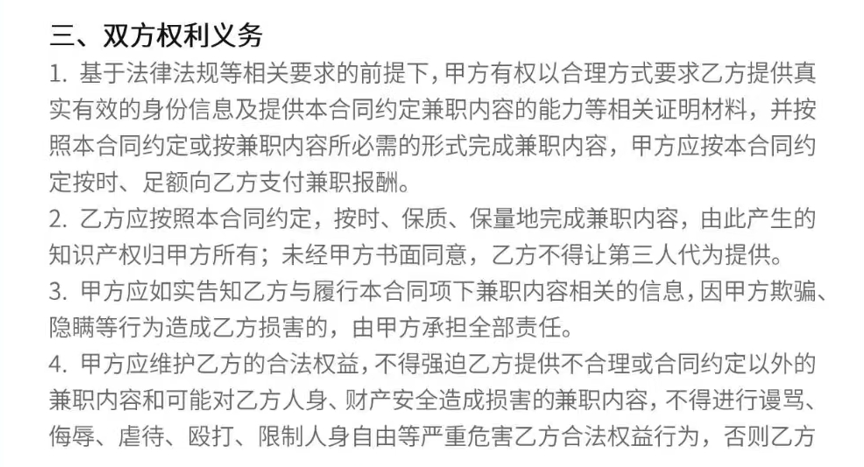 三、双方权利义务
1. 基于法律法规等相关要求的前提下,甲方有权以合理方式要求乙方提供真
实有效的身份信息及提供本合同约定兼职内容的能力等相关证明材料，并按
照本合同约定或按兼职内容所必需的形式完成兼职内容，甲方应按本合同约
定按时、足额向乙方支付兼职报酬。
2. 乙方应按照本合同约定，按时、保质、保量地完成兼职内容，由此产生的
知识产权归甲方所有；未经甲方书面同意，乙方不得让第三人代为提供。
3. 甲方应如实告知乙方与履行本合同项下兼职内容相关的信息,因甲方欺骗、
隐瞒等行为造成乙方损害的，由甲方承担全部责任。
4. 甲方应维护乙方的合法权益,不得强迫乙方提供不合理或合同约定以外的
兼职内容和可能对乙方人身、财产安全造成损害的兼职内容,不得进行谩骂、
侮辱、虐待、殴打、限制人身自由等严重危害乙方合法权益行为，否则乙方